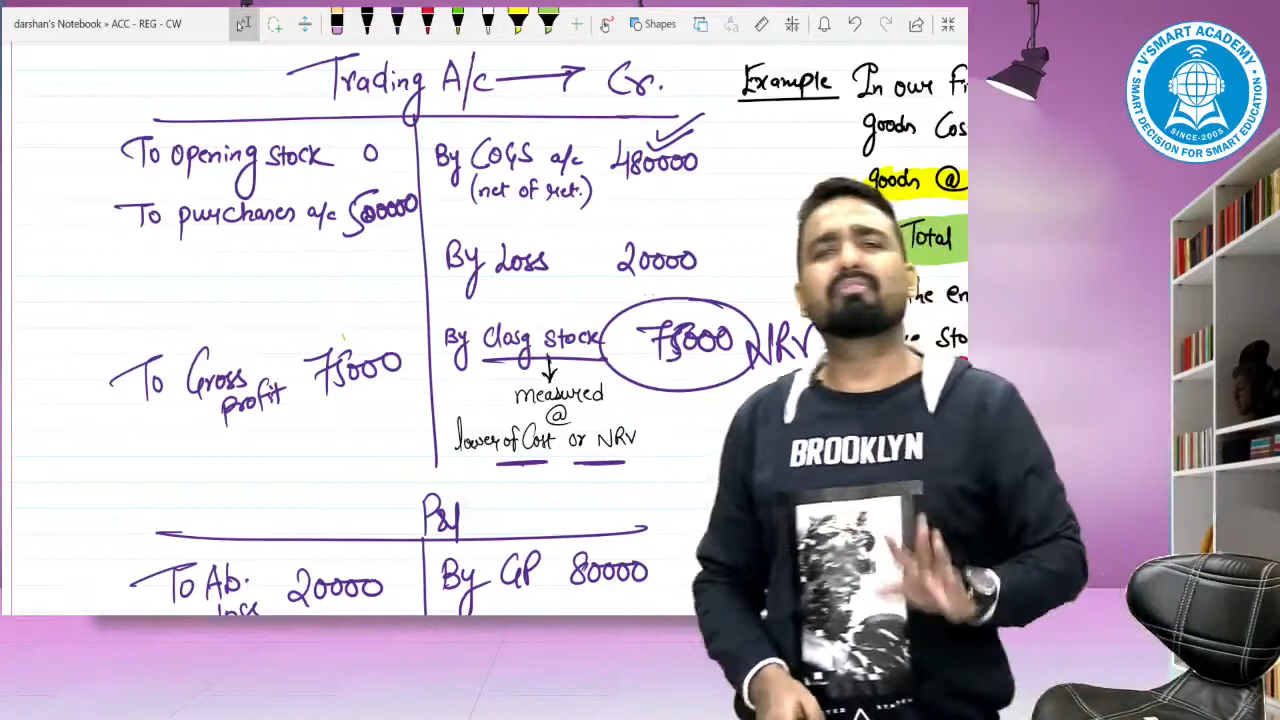 darshan's Notebook » ACC - REG - CW
Shapes
Trading A/c → Cr.
To opening stock 0
To purchases a/c 500000
To Gross profit 75000
By COGS a/c 480000
(net of ret.)
By Loss 20000
By Closg stock 75000 NRV
measured
@
lower of Cost or NRV
P&l
To Ab. loss 20000
By GP 80000
Example In our Fi
goods Cos
goods @
Total
he en
sto
BROOKLYN
V'SMART ACADEMY
SINCE-2005
SMART DECISION FOR SMART EDUCATION